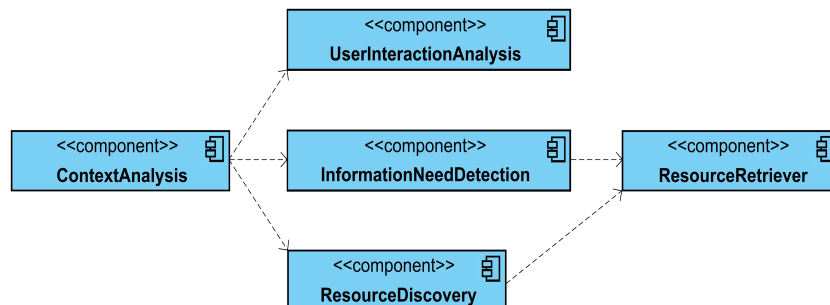 <<component>>
UserInteractionAnalysis
<<component>>
ContextAnalysis
<<component>>
InformationNeedDetection
<<component>>
ResourceRetriever
<<component>>
ResourceDiscovery